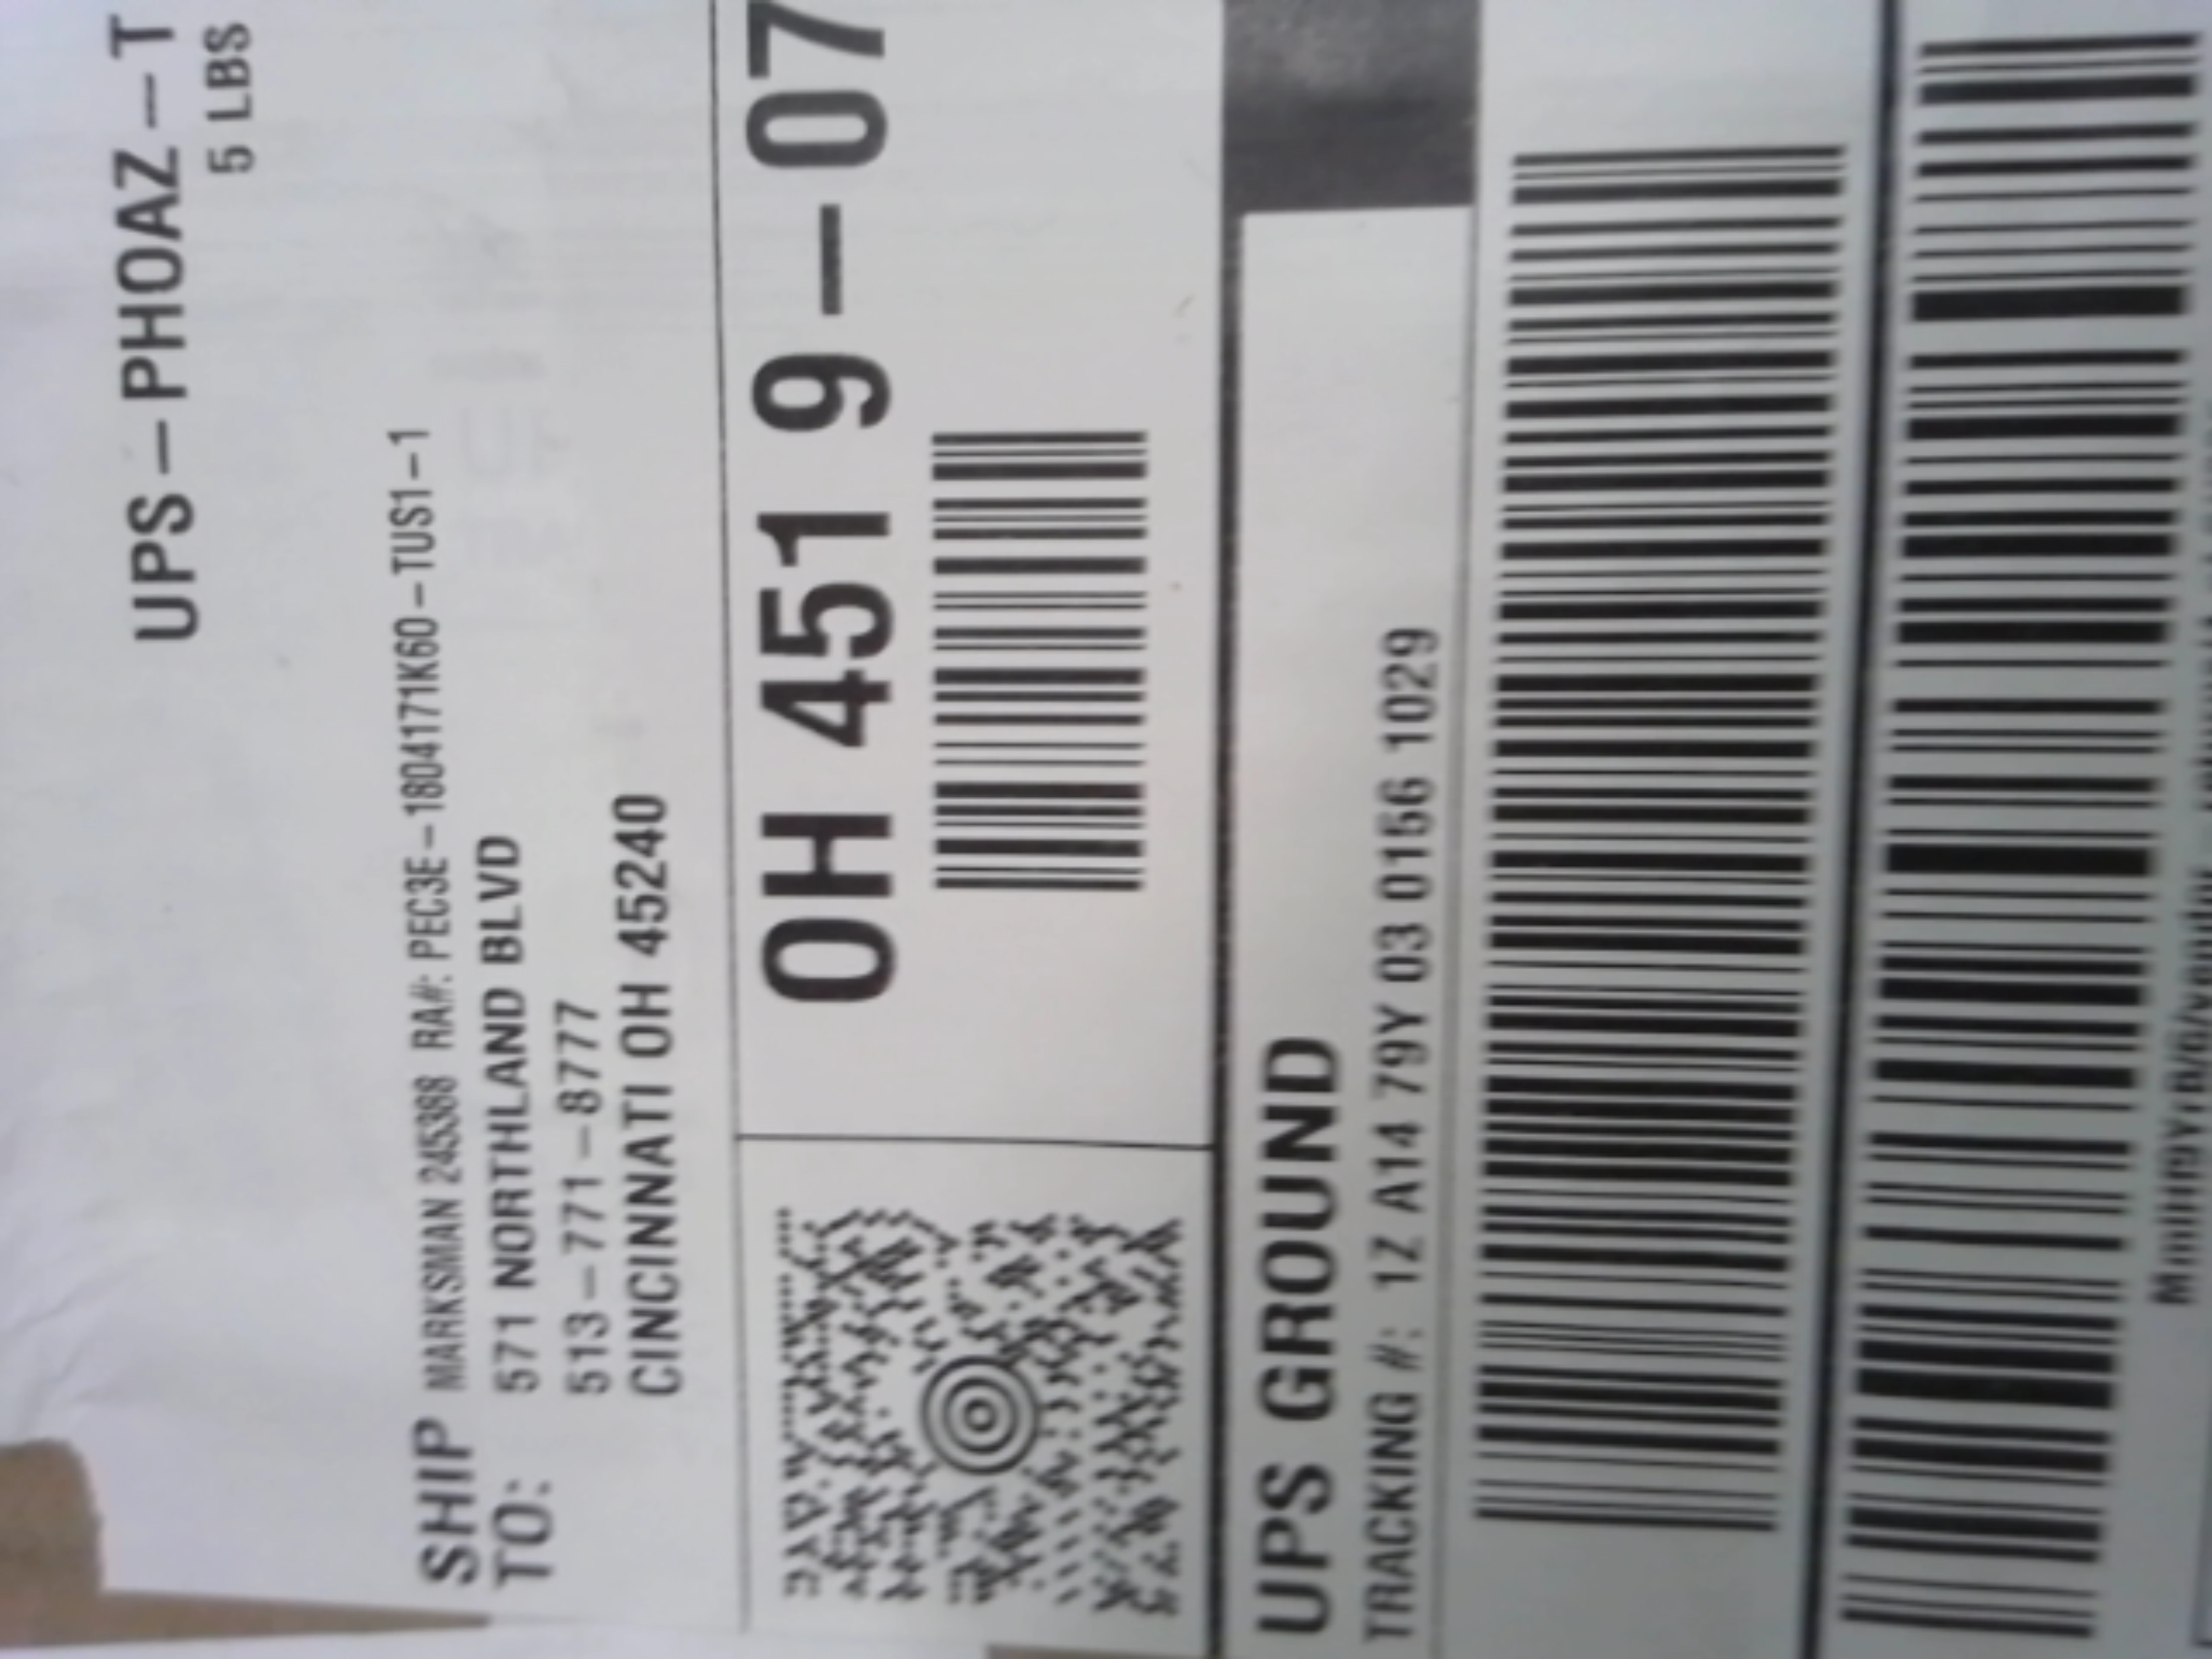 UPS-PHOAZ-T
5 LBS
SHIP TO:
MARKSMAN 245388 RA#: PEC3E-1804171K60-TUS1-1
571 NORTHLAND BLVD
513-771-8777
CINCINNATI OH 45240
OH 451 9-07
UPS GROUND
TRACKING #: 1Z A14 79Y 03 0156 1029